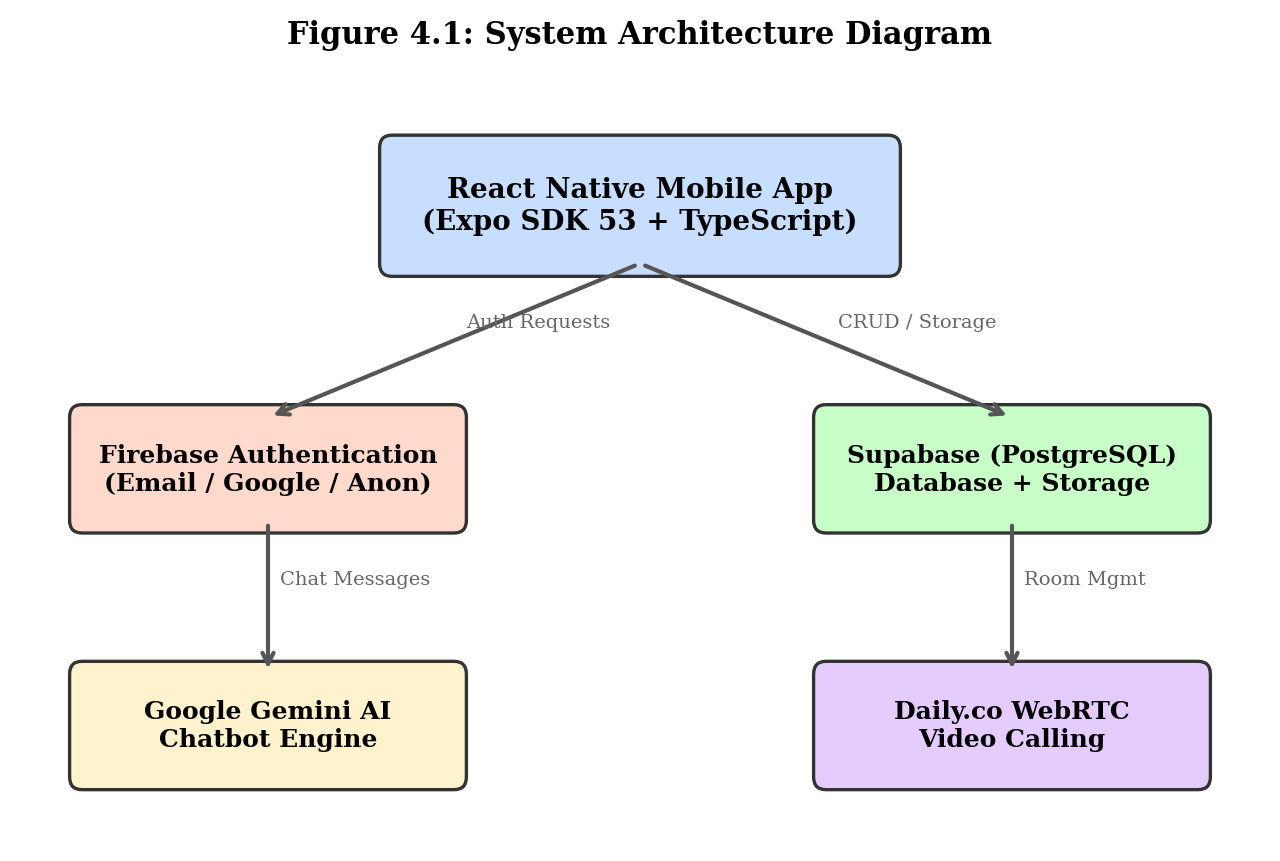 Figure 4.1: System Architecture Diagram
React Native Mobile App
(Expo SDK 53 + TypeScript)
Auth Requests
CRUD / Storage
Firebase Authentication
(Email / Google / Anon)
Supabase (PostgreSQL)
Database + Storage
Chat Messages
Room Mgmt
Google Gemini AI
Chatbot Engine
Daily.co WebRTC
Video Calling